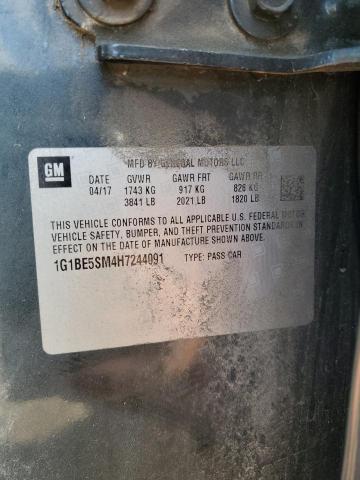 GM
MFD BY GENERAL MOTORS LLC
DATE GVWR GAWR FRT GAWR RR
04/17 1743 KG 917 KG 826 KG
3841 LB 2021 LB 1820 LB
THIS VEHICLE CONFORMS TO ALL APPLICABLE U.S. FEDERAL MOTOR
VEHICLE SAFETY, BUMPER, AND THEFT PREVENTION STANDARDS IN
EFFECT ON THE DATE OF MANUFACTURE SHOWN ABOVE.
1G1BE5SM4H7244091 TYPE: PASS CAR